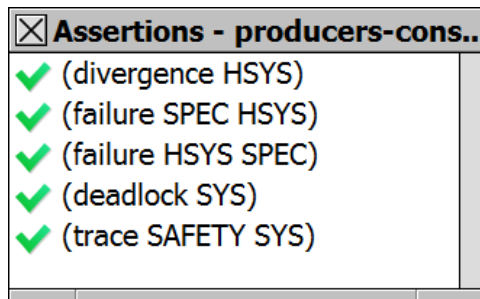 Assertions - producers-cons..
(divergence HSYS)
(failure SPEC HSYS)
(failure HSYS SPEC)
(deadlock SYS)
(trace SAFETY SYS)